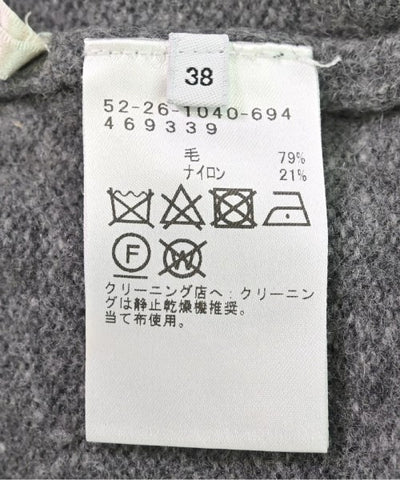 38
52-26-1040-694
469339
毛 79%
ナイロン 21%
F W
クリーニング店へ:クリーニン
グは静止乾燥機推奨。
当て布使用。